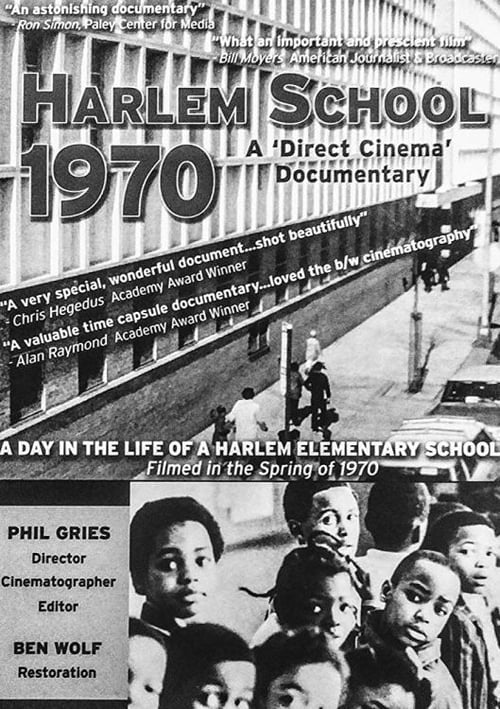 "An astonishing documentary"
-Ron Simon, Paley Center for Media
"What an important and prescient film"
-Bill Moyers American Journalist & Broadcaster
HARLEM SCHOOL
1970
A 'Direct Cinema'
Documentary
"A very special, wonderful document...shot beautifully"
- Chris Hegedus Academy Award Winner
"A valuable time capsule documentary...loved the b/w cinematography"
- Alan Raymond Academy Award Winner
A DAY IN THE LIFE OF A HARLEM ELEMENTARY SCHOOL
Filmed in the Spring of 1970
PHIL GRIES
Director
Cinematographer
Editor
BEN WOLF
Restoration